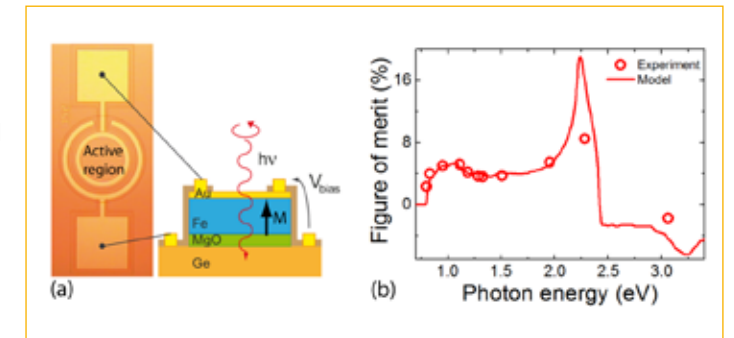 Active
region
hν
V bias
Au
Fe
M
MgO
Ge
(a)
Figure of merit (%)
16
8
0
Experiment
Model
1.0 1.5 2.0 2.5 3.0
Photon energy (eV)
(b)